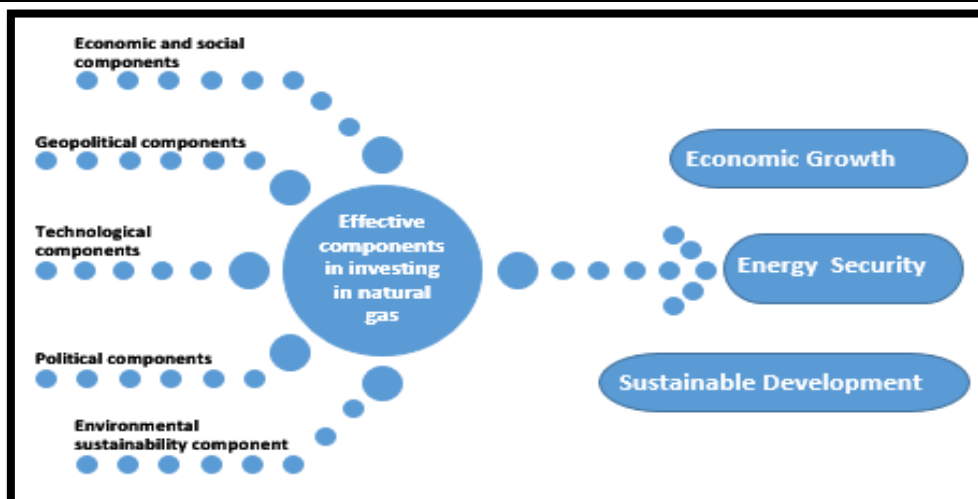 Economic and social
components
Geopolitical components
Technological
components
Political components
Environmental
sustainability component
Effective
components
in investing
in natural
gas
Economic Growth
Energy Security
Sustainable Development